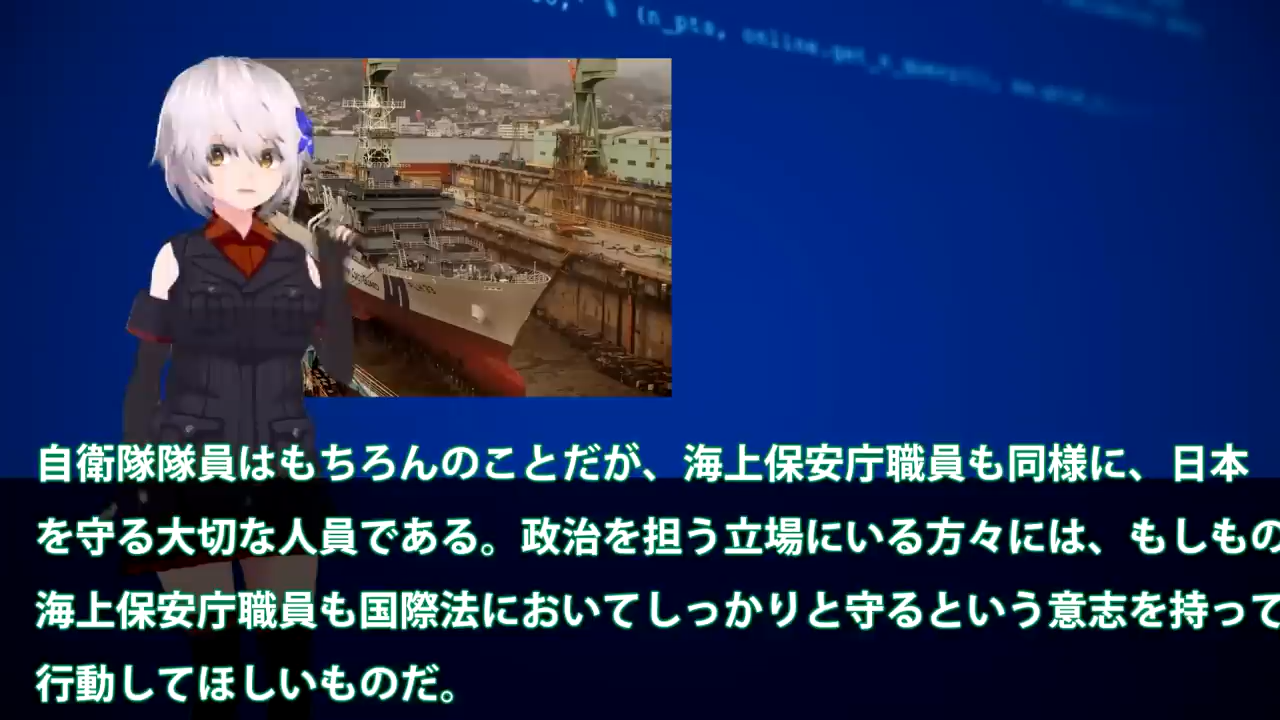 (n_pts, online.get_
自衛隊隊員はもちろんのことだが、海上保安庁職員も同様に、日本
を守る大切な人員である。政治を担う立場にいる方々には、もしもの
海上保安庁職員も国際法においてしっかりと守るという意志を持って
行動してほしいものだ。